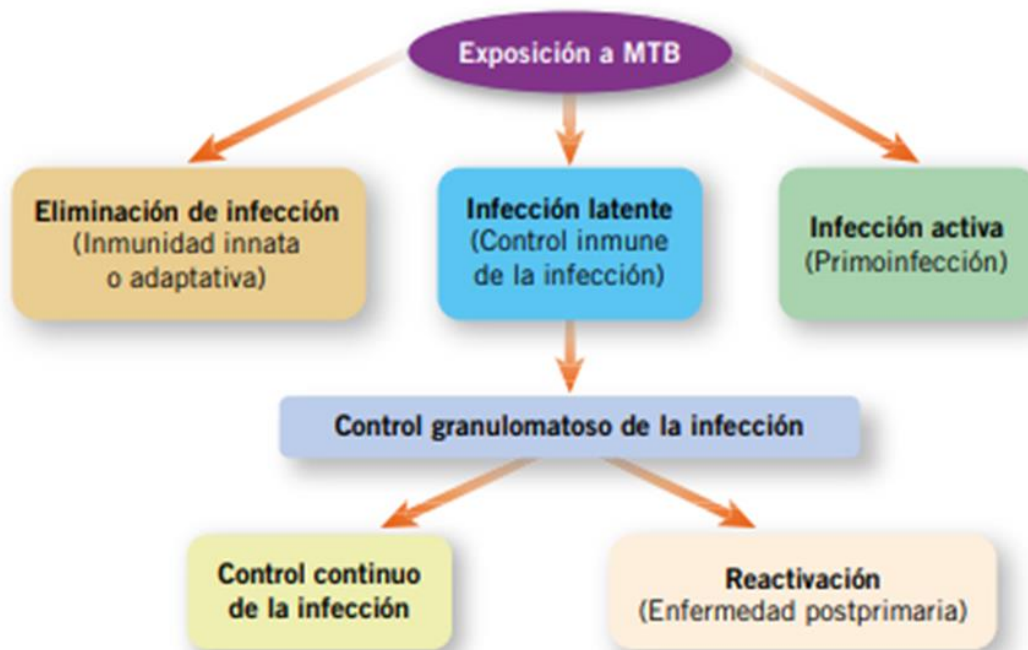 Exposición a MTB
Eliminación de infección
(Inmunidad innata
o adaptativa)
Infección latente
(Control inmune
de la infección)
Infección activa
(Primoinfección)
Control granulomatoso de la infección
Control continuo
de la infección
Reactivación
(Enfermedad postprimaria)